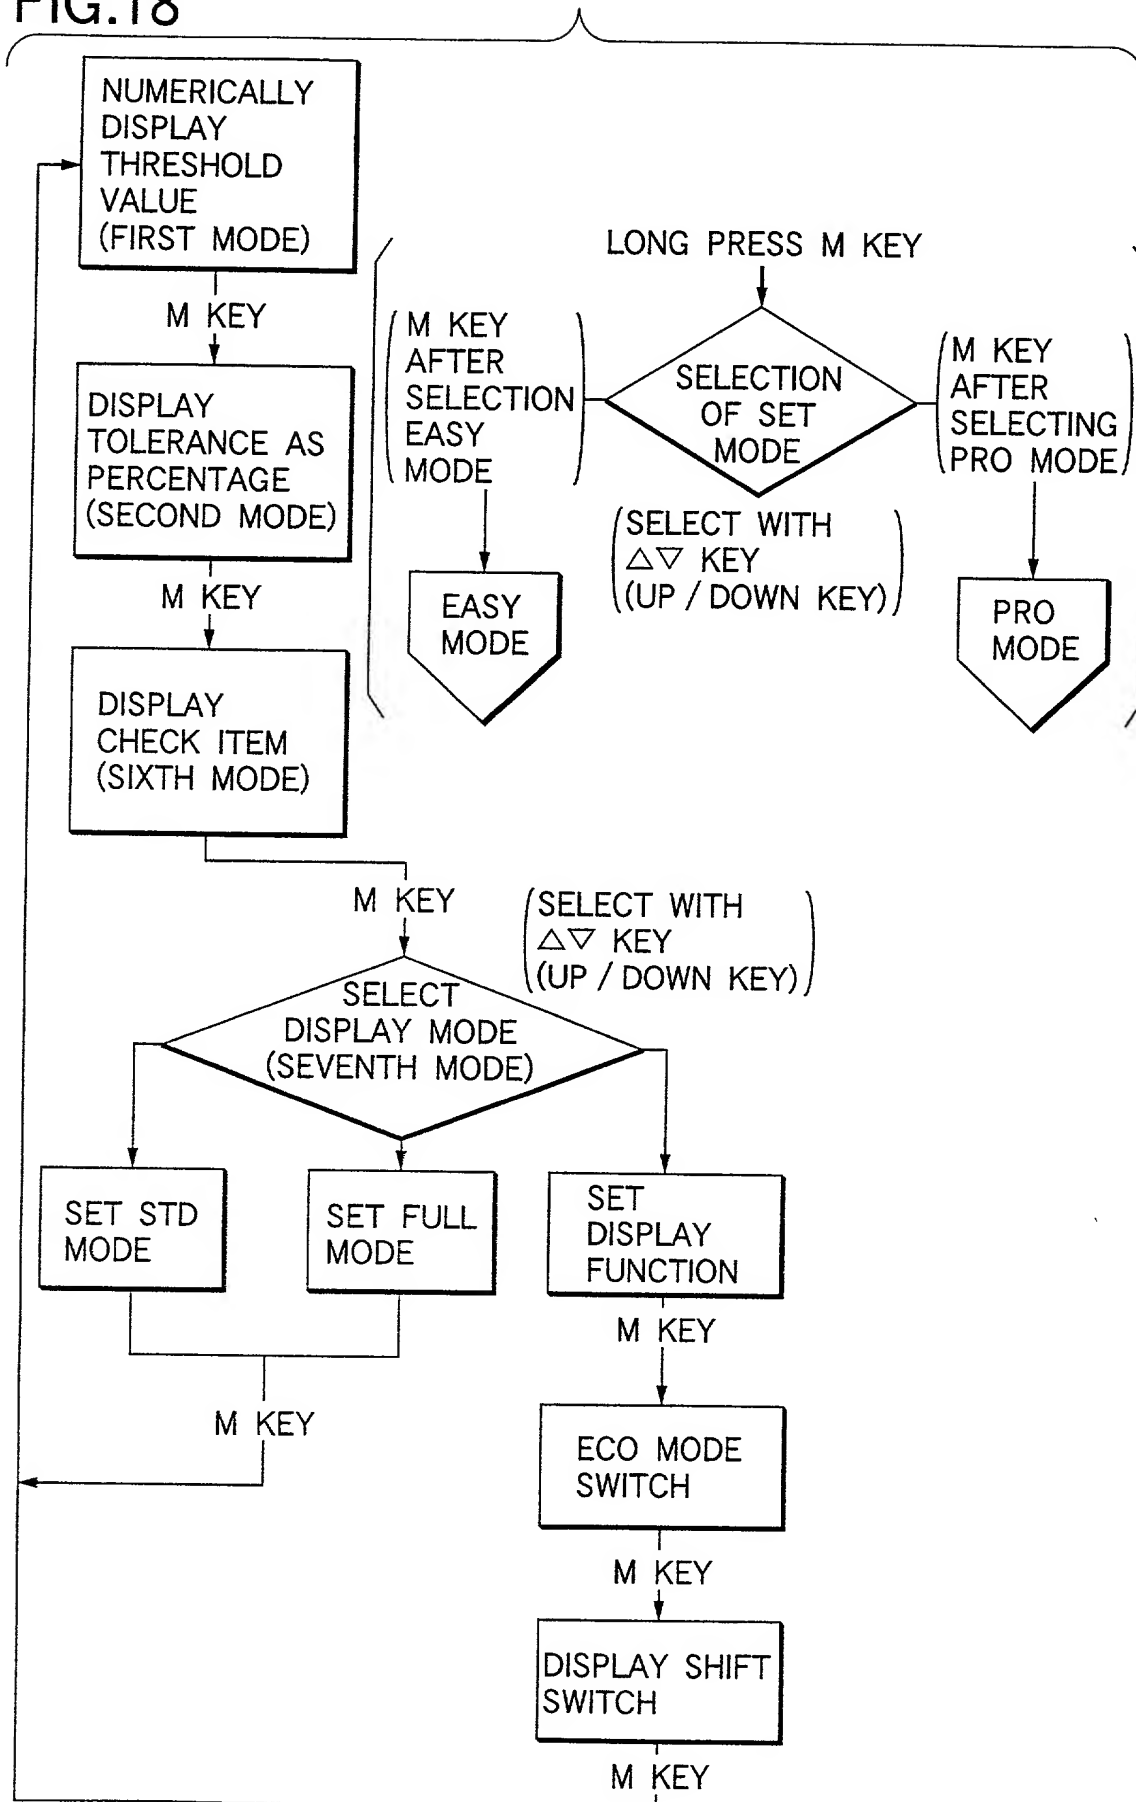 FIG.18
NUMERICALLY
DISPLAY
THRESHOLD
VALUE
(FIRST MODE)
M KEY
DISPLAY
TOLERANCE AS
PERCENTAGE
(SECOND MODE)
M KEY
DISPLAY
CHECK ITEM
(SIXTH MODE)
LONG PRESS M KEY
(M KEY
AFTER
SELECTION
EASY
MODE)
SELECTION
OF SET
MODE
(M KEY
AFTER
SELECTING
PRO MODE)
(SELECT WITH
△▽ KEY
(UP / DOWN KEY))
EASY
MODE
PRO
MODE
M KEY
(SELECT WITH
△▽ KEY
(UP / DOWN KEY))
SELECT
DISPLAY MODE
(SEVENTH MODE)
SET STD
MODE
SET FULL
MODE
SET
DISPLAY
FUNCTION
M KEY
M KEY
ECO MODE
SWITCH
M KEY
DISPLAY SHIFT
SWITCH
M KEY